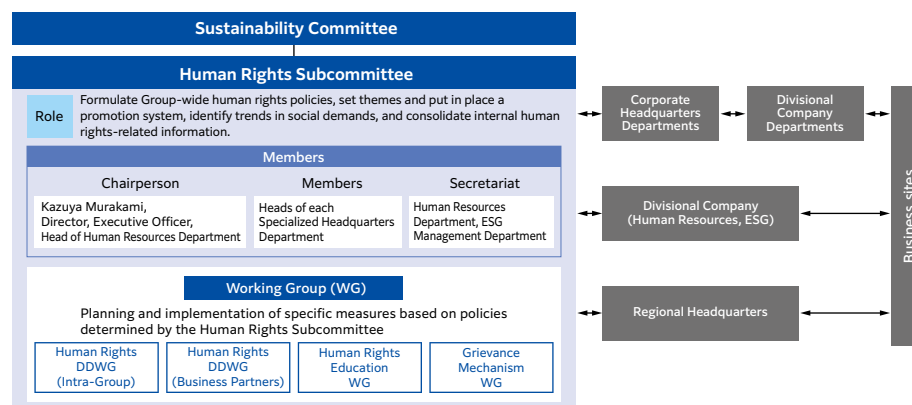 Sustainability Committee
Human Rights Subcommittee
Role
Formulate Group-wide human rights policies, set themes and put in place a
promotion system, identify trends in social demands, and consolidate internal human
rights-related information.
Members
Chairperson
Kazuya Murakami,
Director, Executive Officer,
Head of Human Resources Department
Members
Heads of each
Specialized Headquarters
Department
Secretariat
Human Resources
Department, ESG
Management Department
Working Group (WG)
Planning and implementation of specific measures based on policies
determined by the Human Rights Subcommittee
Human Rights
DDWG
(Intra-Group)
Human Rights
DDWG
(Business Partners)
Human Rights
Education
WG
Grievance
Mechanism
WG
Corporate
Headquarters
Departments
Divisional
Company
Departments
Divisional Company
(Human Resources, ESG)
Regional Headquarters
Business sites